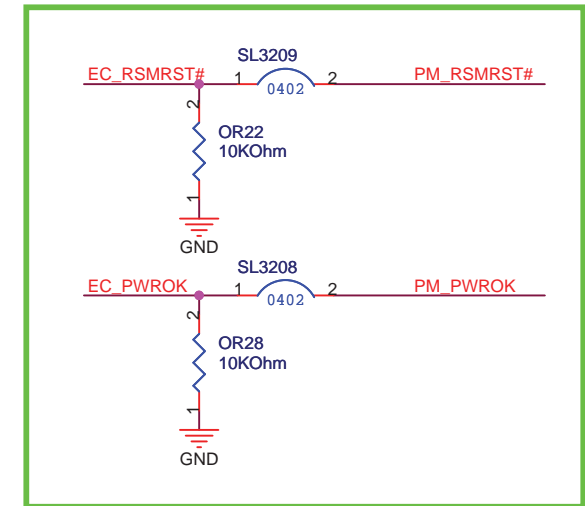 SL3209
EC_RSMRST# 1 2 PM_RSMRST#
0402
2
OR22
10KOhm
1
GND
SL3208
EC_PWROK 1 2 PM_PWROK
0402
2
OR28
10KOhm
1
GND